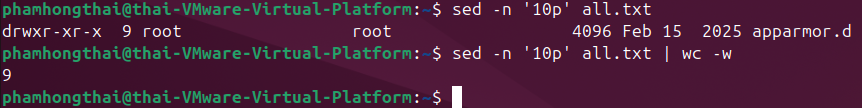 phamhongthai@thai-VMware-Virtual-Platform:~$ sed -n '10p' all.txt
drwxr-xr-x  9 root             root             4096 Feb 15  2025 apparmor.d
phamhongthai@thai-VMware-Virtual-Platform:~$ sed -n '10p' all.txt | wc -w
9
phamhongthai@thai-VMware-Virtual-Platform:~$